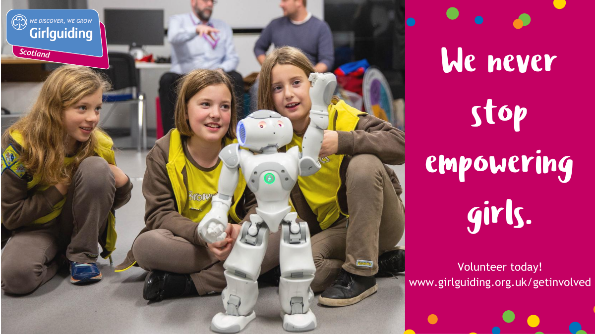 WE DISCOVER, WE GROW
Girlguiding
Scotland
We never
stop
empowering
girls.
Volunteer today!
www.girlguiding.org.uk/getinvolved